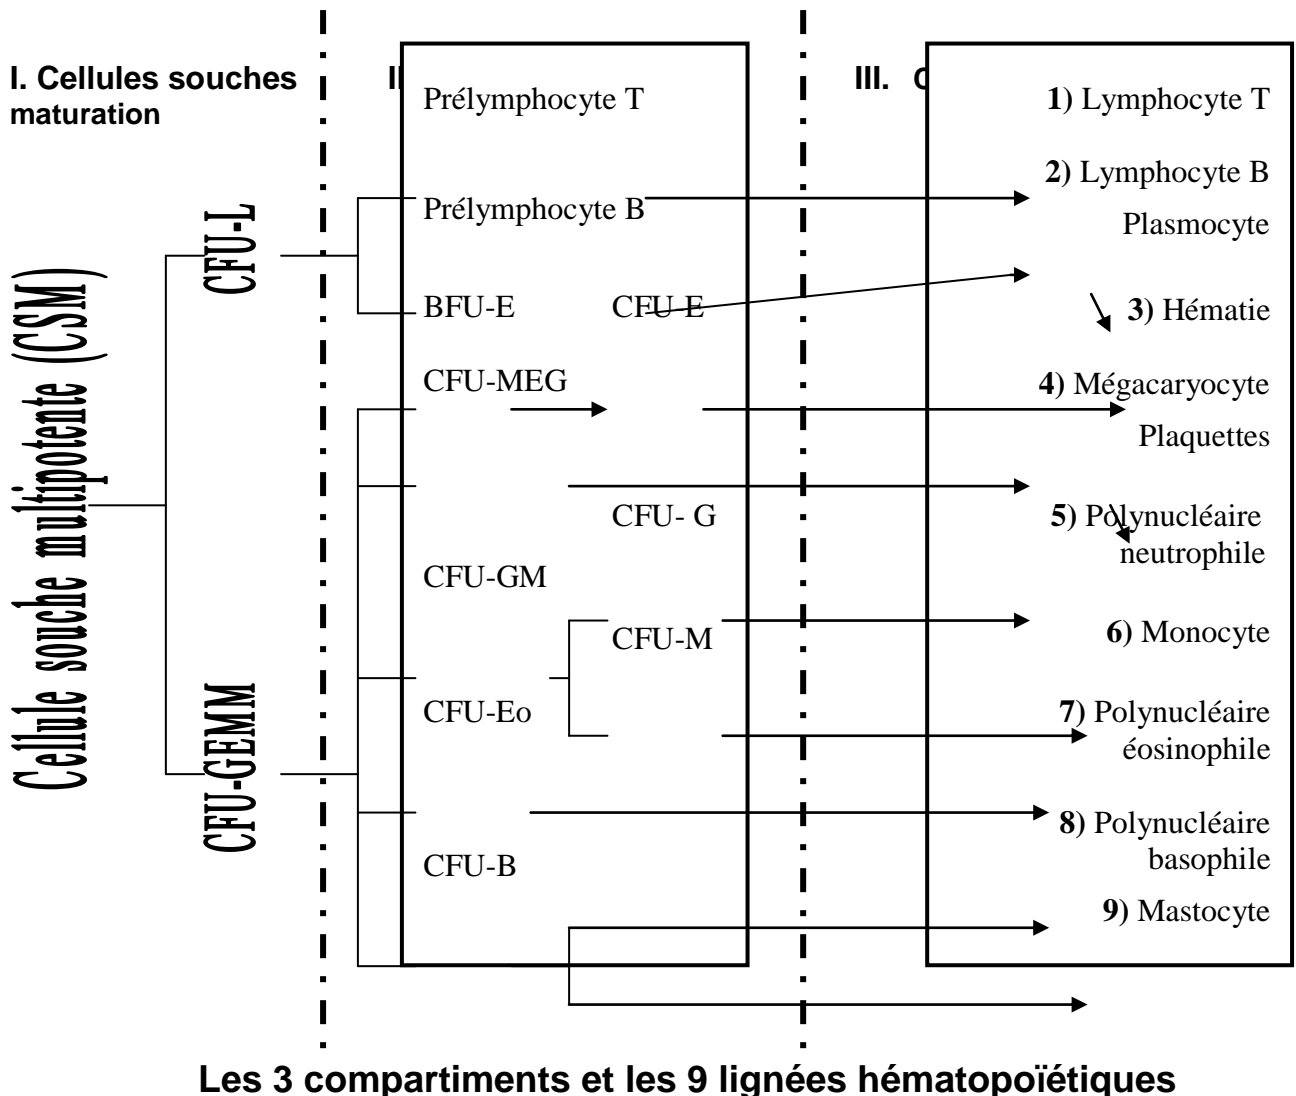 I. Cellules souches
maturation
II
III. C
Cellule souche multipotente (CSM)
CFU-L
CFU-GEMM
Prélymphocyte T
Prélymphocyte B
BFU-E CFU-E
CFU-MEG
CFU- G
CFU-GM
CFU-M
CFU-Eo
CFU-B
1) Lymphocyte T
2) Lymphocyte B
Plasmocyte
3) Hématie
4) Mégacaryocyte
Plaquettes
5) Polynucléaire
neutrophile
6) Monocyte
7) Polynucléaire
éosinophile
8) Polynucléaire
basophile
9) Mastocyte
Les 3 compartiments et les 9 lignées hématopoïétiques